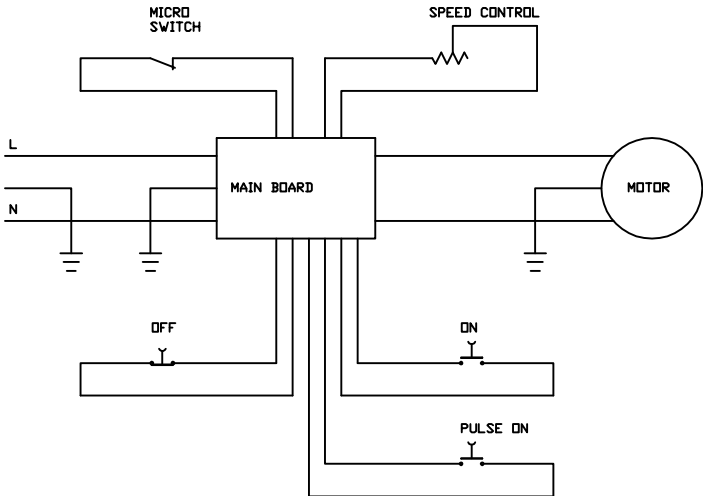 MICRO
SWITCH
SPEED CONTROL
L
MAIN BOARD
MOTOR
N
OFF
ON
PULSE ON